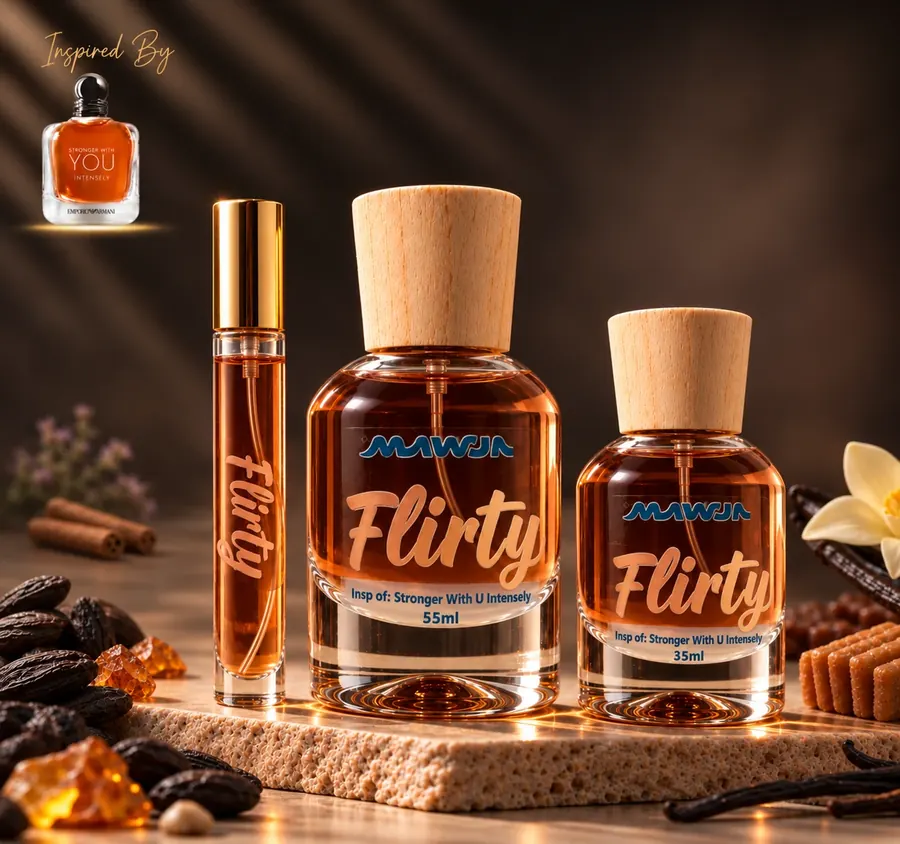 Inspired By
STRONGER WITH
YOU
INTENSELY
EMPORIO ARMANI
Flirty
MAWJA
Flirty
Insp of: Stronger With U Intensely
55ml
MAWJA
Flirty
Insp of: Stronger With U Intensely
35ml